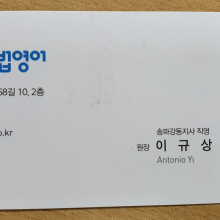 법영어
68길 10, 2층
o.kr
송파강동지사 직영
원장 이 규 상
Antonio Yi